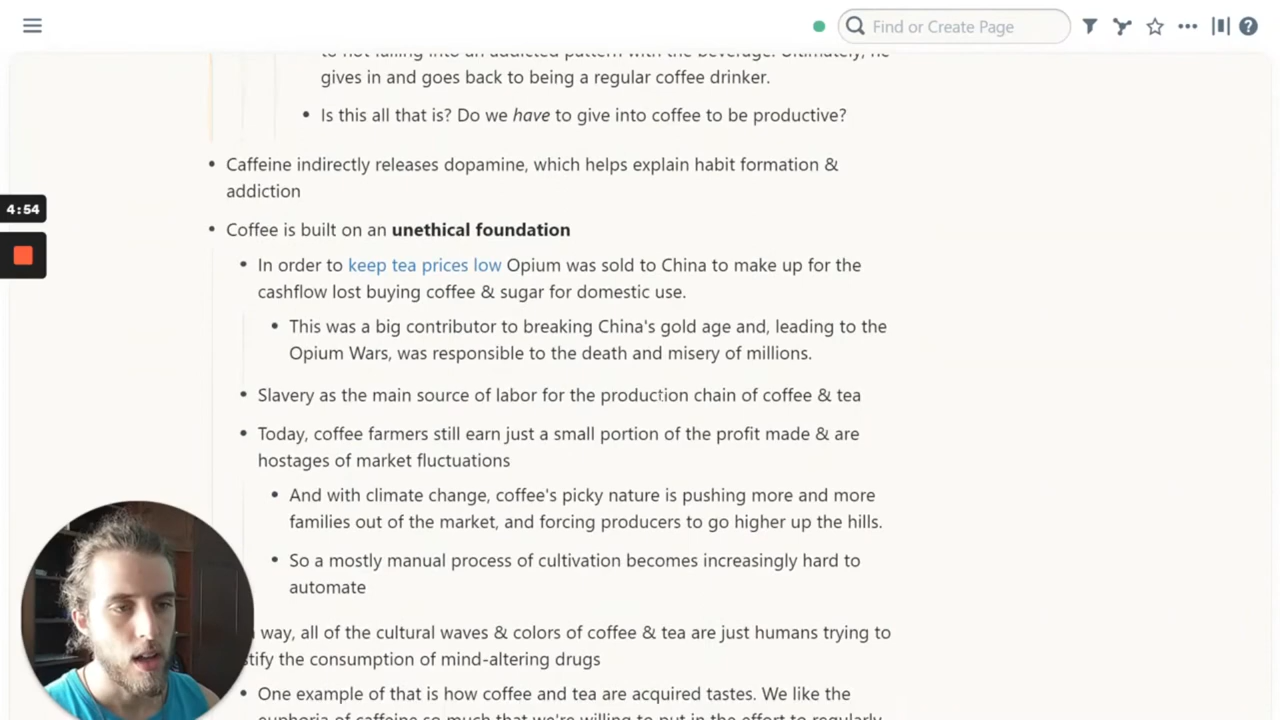 Find or Create Page
gives in and goes back to being a regular coffee drinker.
Is this all that is? Do we have to give into coffee to be productive?
Caffeine indirectly releases dopamine, which helps explain habit formation &
addiction
4:54
Coffee is built on an unethical foundation
In order to keep tea prices low Opium was sold to China to make up for the
cashflow lost buying coffee & sugar for domestic use.
This was a big contributor to breaking China's gold age and, leading to the
Opium Wars, was responsible to the death and misery of millions.
Slavery as the main source of labor for the production chain of coffee & tea
Today, coffee farmers still earn just a small portion of the profit made & are
hostages of market fluctuations
And with climate change, coffee's picky nature is pushing more and more
families out of the market, and forcing producers to go higher up the hills.
So a mostly manual process of cultivation becomes increasingly hard to
automate
way, all of the cultural waves & colors of coffee & tea are just humans trying to
the consumption of mind-altering drugs
One example of that is how coffee and tea are acquired tastes. We like the